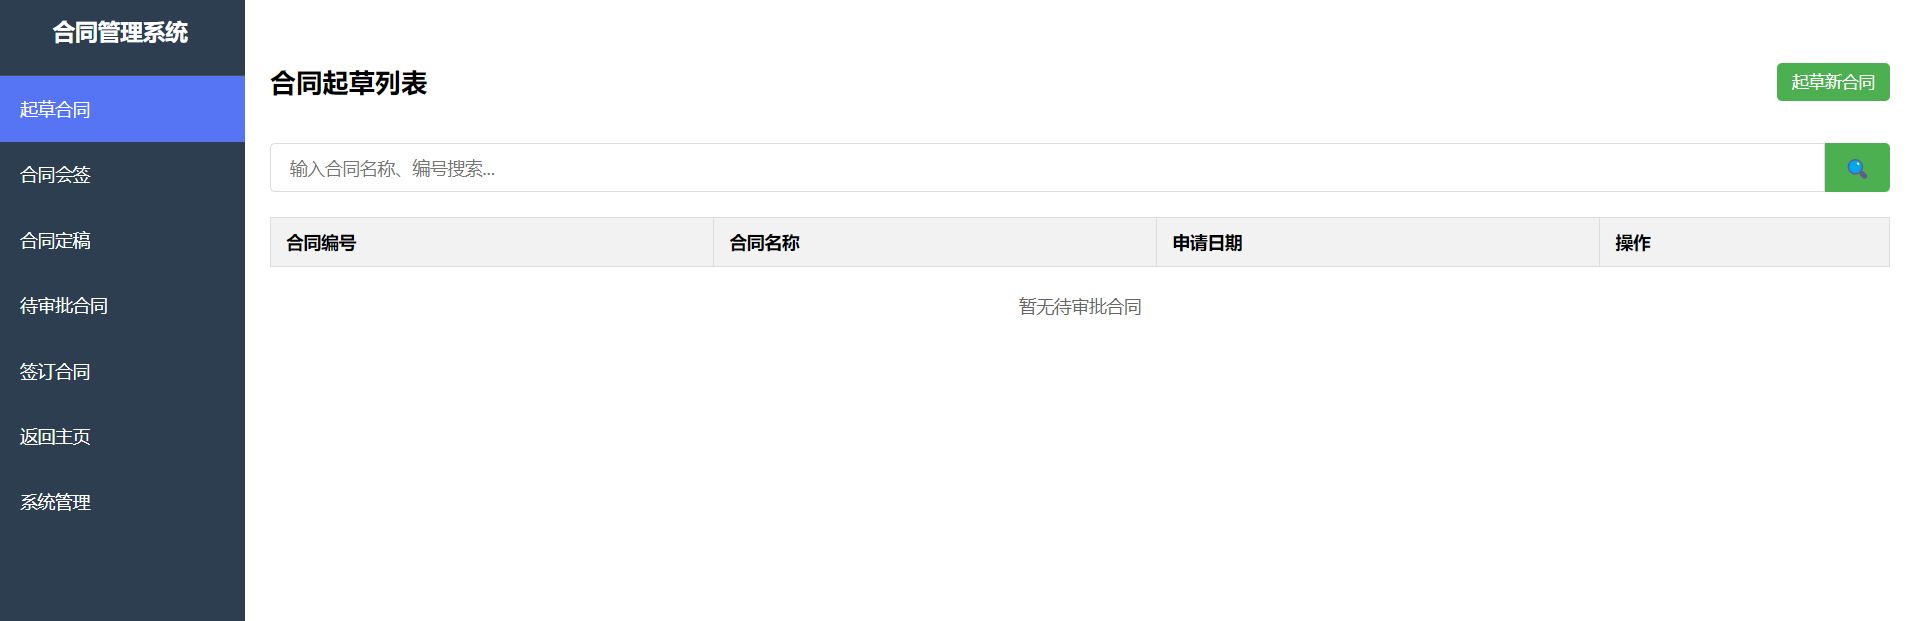 合同管理系统
起草合同
合同会签
合同定稿
待审批合同
签订合同
返回主页
系统管理
合同起草列表
起草新合同
输入合同名称、编号搜索...
合同编号 合同名称 申请日期 操作
暂无待审批合同